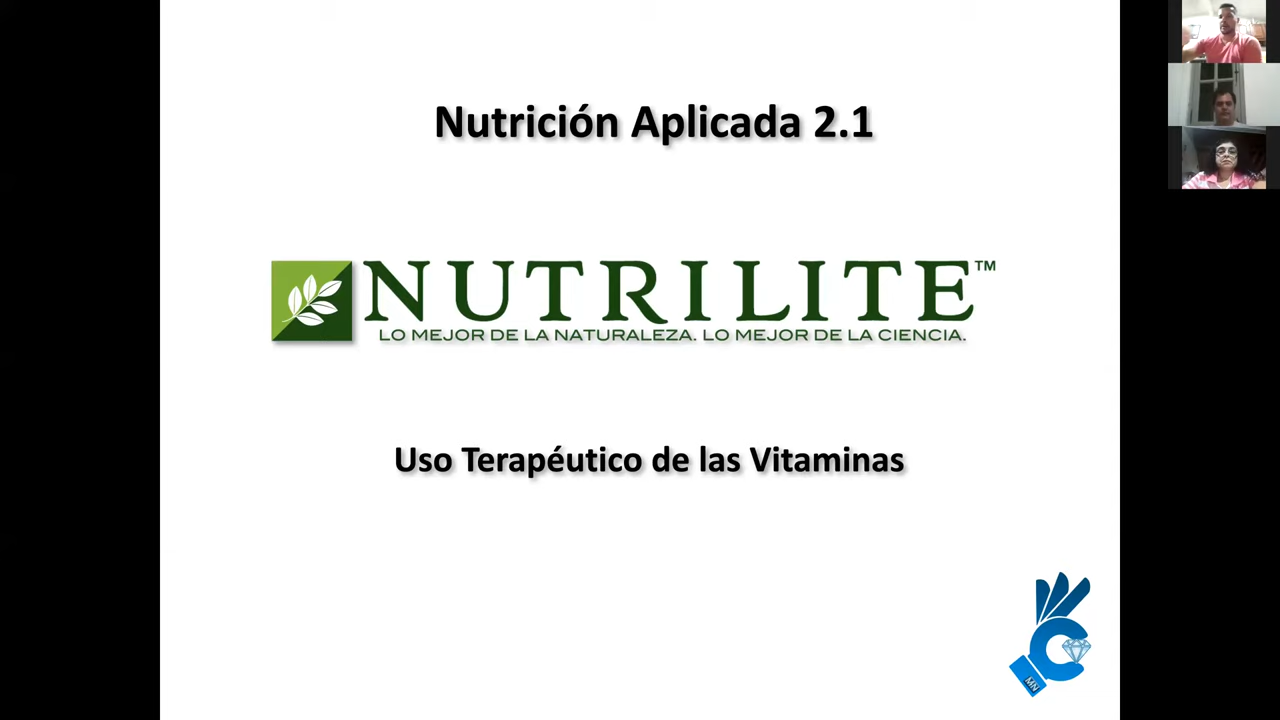 Nutrición Aplicada 2.1
NUTRILITE™
LO MEJOR DE LA NATURALEZA. LO MEJOR DE LA CIENCIA.
Uso Terapéutico de las Vitaminas
MN